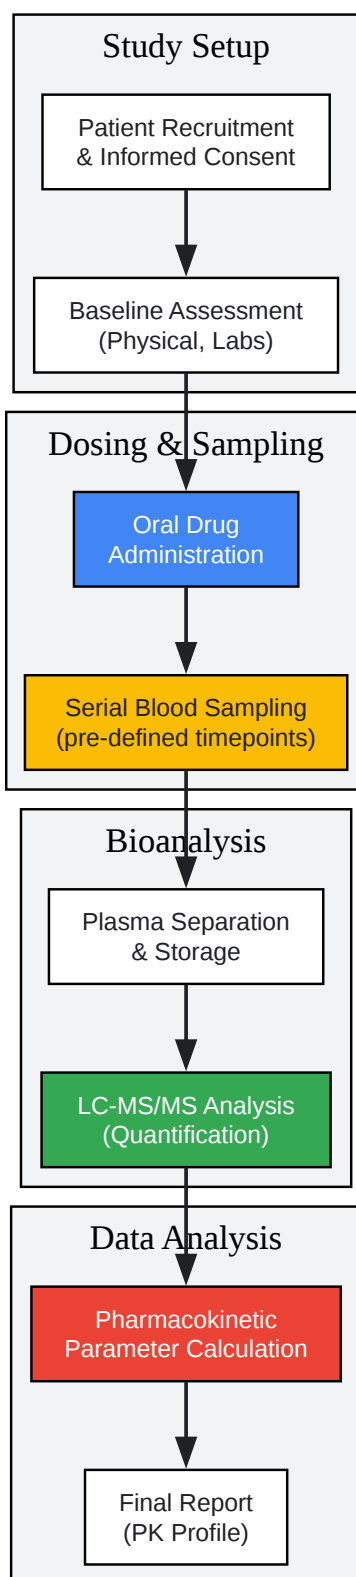 Study Setup
Patient Recruitment
& Informed Consent
Baseline Assessment
(Physical, Labs)
Dosing & Sampling
Oral Drug
Administration
Serial Blood Sampling
(pre-defined timepoints)
Bioanalysis
Plasma Separation
& Storage
LC-MS/MS Analysis
(Quantification)
Data Analysis
Pharmacokinetic
Parameter Calculation
Final Report
(PK Profile)